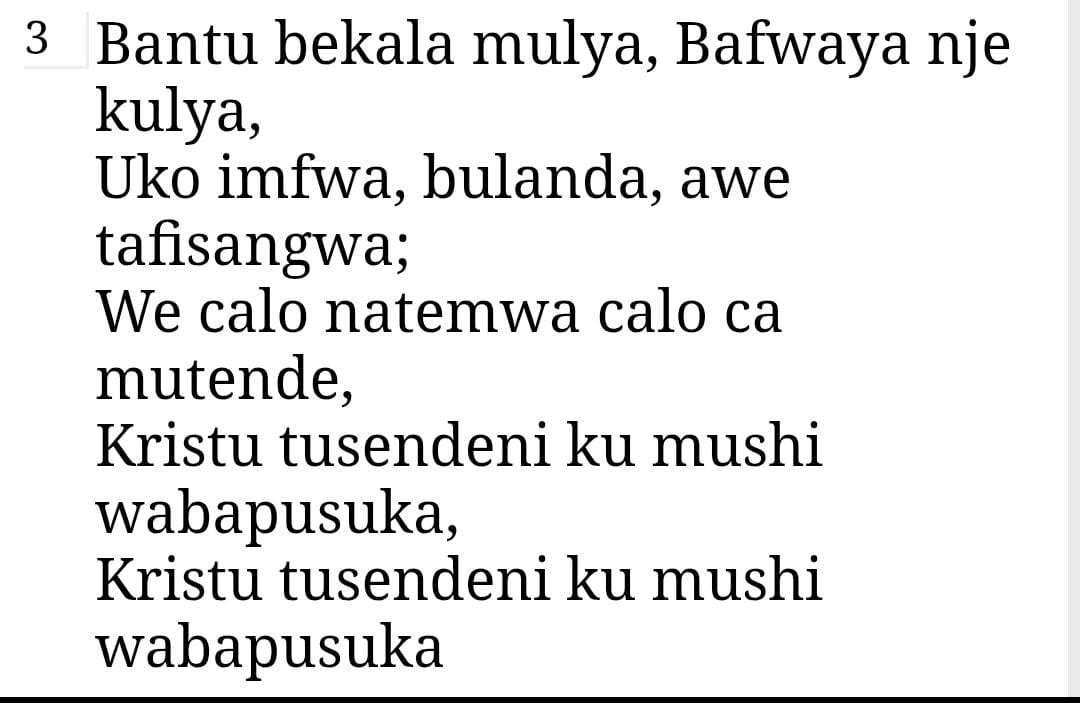 3 Bantu bekala mulya, Bafwaya nje
kulya,
Uko imfwa, bulanda, awe
tafisangwa;
We calo natemwa calo ca
mutende,
Kristu tusendeni ku mushi
wabapusuka,
Kristu tusendeni ku mushi
wabapusuka